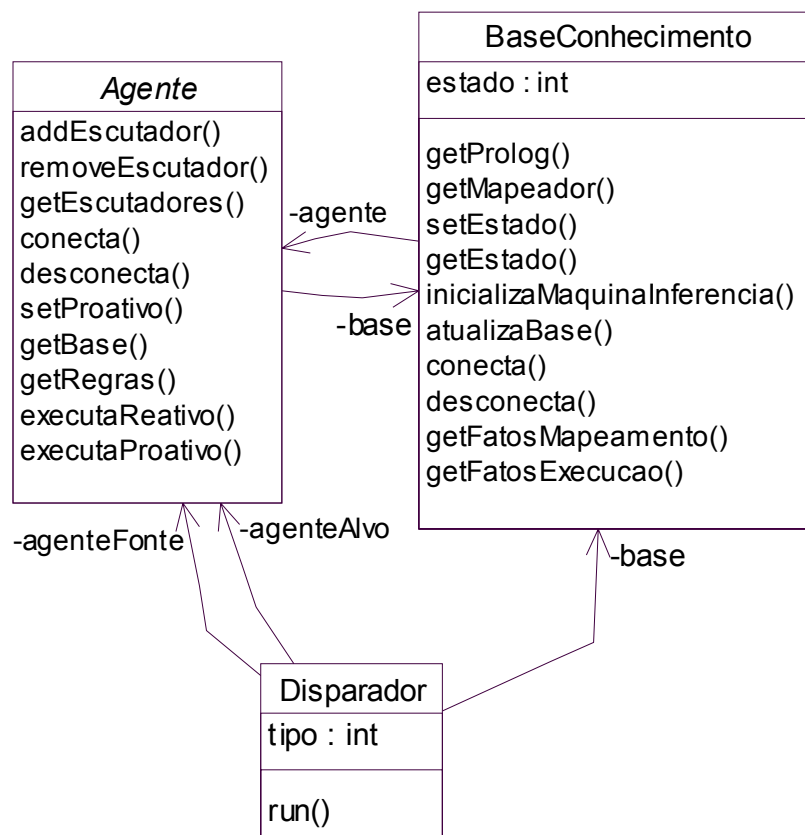 Agente
addEscutador()
removeEscutador()
getEscutadores()
conecta()
desconecta()
setProativo()
getBase()
getRegras()
executaReativo()
executaProativo()
BaseConhecimento
estado : int
getProlog()
getMapeador()
setEstado()
getEstado()
inicializaMaquinaInferencia()
atualizaBase()
conecta()
desconecta()
getFatosMapeamento()
getFatosExecucao()
-agente
-base
-agenteFonte
-agenteAlvo
-base
Disparador
tipo : int
run()